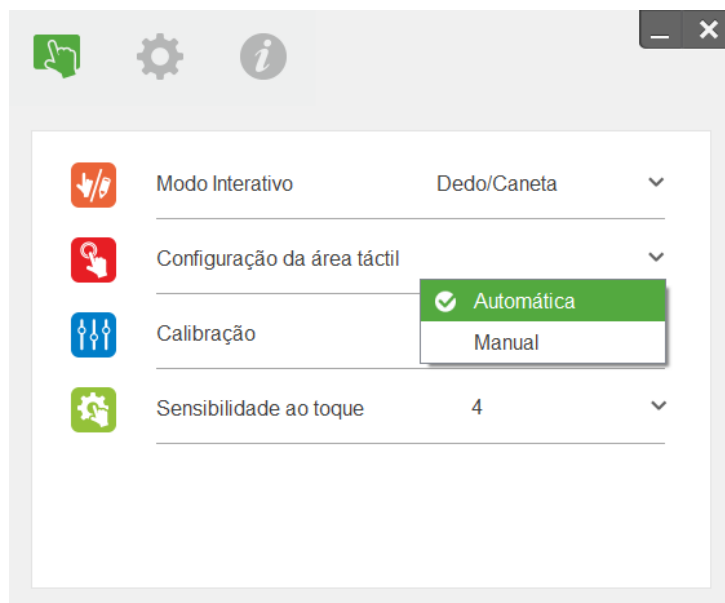 Modo Interativo Dedo/Caneta
Configuração da área táctil
Automática
Calibração
Manual
Sensibilidade ao toque 4